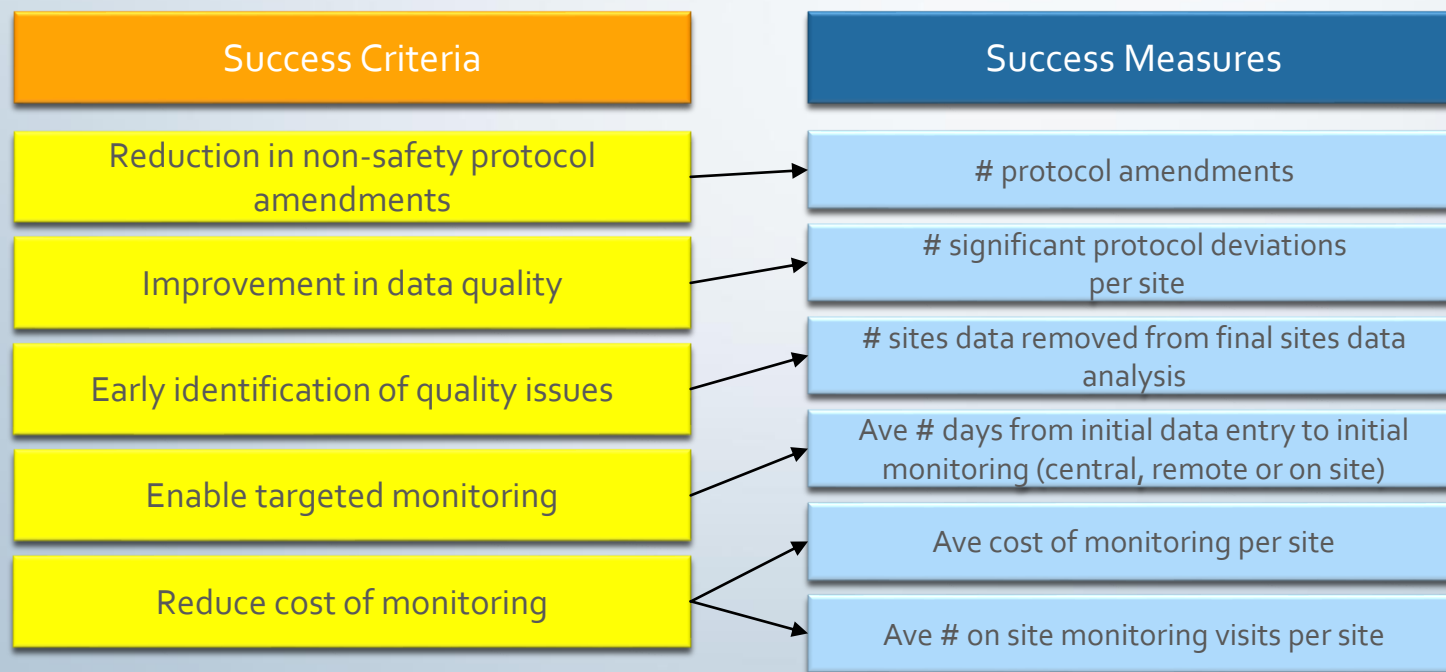 Success Criteria
Success Measures
Reduction in non-safety protocol
amendments
# protocol amendments
Improvement in data quality
# significant protocol deviations
per site
Early identification of quality issues
# sites data removed from final sites data
analysis
Enable targeted monitoring
Ave # days from initial data entry to initial
monitoring (central, remote or on site)
Reduce cost of monitoring
Ave cost of monitoring per site
Ave # on site monitoring visits per site